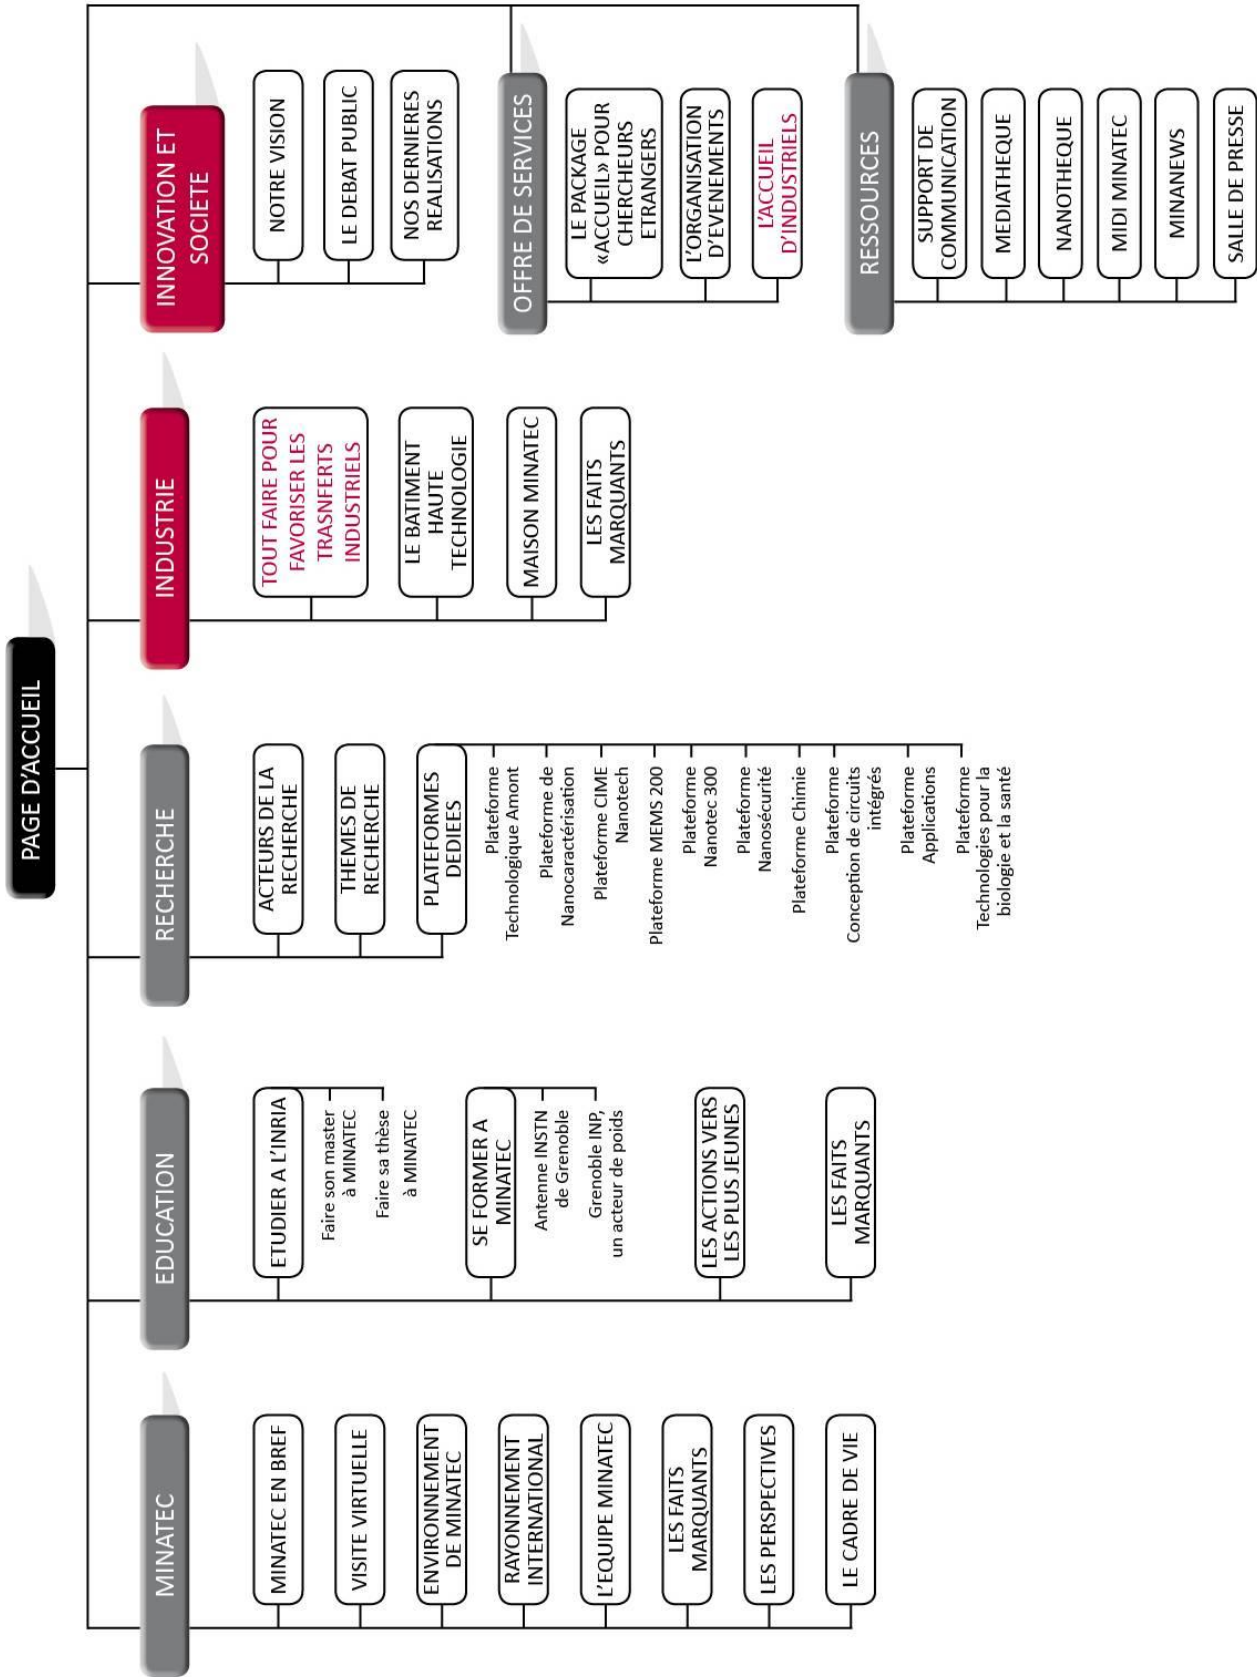 PAGE D'ACCUEIL
MINATEC
MINATEC EN BREF
VISITE VIRTUELLE
ENVIRONNEMENT
DE MINATEC
RAYONNEMENT
INTERNATIONAL
L'EQUIPE MINATEC
LES FAITS
MARQUANTS
LES PERSPECTIVES
LE CADRE DE VIE
EDUCATION
ETUDIER A L'INRIA
Faire son master
à MINATEC
Faire sa thèse
à MINATEC
SE FORMER A
MINATEC
Antenne INSTN
de Grenoble
Grenoble INP,
un acteur de poids
LES ACTIONS VERS
LES PLUS JEUNES
LES FAITS
MARQUANTS
RECHERCHE
ACTEURS DE LA
RECHERCHE
THEMES DE
RECHERCHE
PLATEFORMES
DEDIEES
Plateforme
Technologique Amont
Plateforme de
Nanocaractérisation
Plateforme CIME
Nanotech
Plateforme MEMS 200
Plateforme
Nanotec 300
Plateforme
Nanosécurité
Plateforme Chimie
Plateforme
Conception de circuits
intégrés
Plateforme
Applications
Plateforme
Technologies pour la
biologie et la santé
INDUSTRIE
TOUT FAIRE POUR
FAVORISER LES
TRASNFERTS
INDUSTRIELS
LE BATIMENT
HAUTE
TECHNOLOGIE
MAISON MINATEC
LES FAITS
MARQUANTS
INNOVATION ET
SOCIETE
NOTRE VISION
LE DEBAT PUBLIC
NOS DERNIERES
REALISATIONS
OFFRE DE SERVICES
LE PACKAGE
«ACCUEIL» POUR
CHERCHEURS
ETRANGERS
L'ORGANISATION
D'EVENEMENTS
L'ACCUEIL
D'INDUSTRIELS
RESSOURCES
SUPPORT DE
COMMUNICATION
MEDIATHEQUE
NANOTHEQUE
MIDI MINATEC
MINANEWS
SALLE DE PRESSE